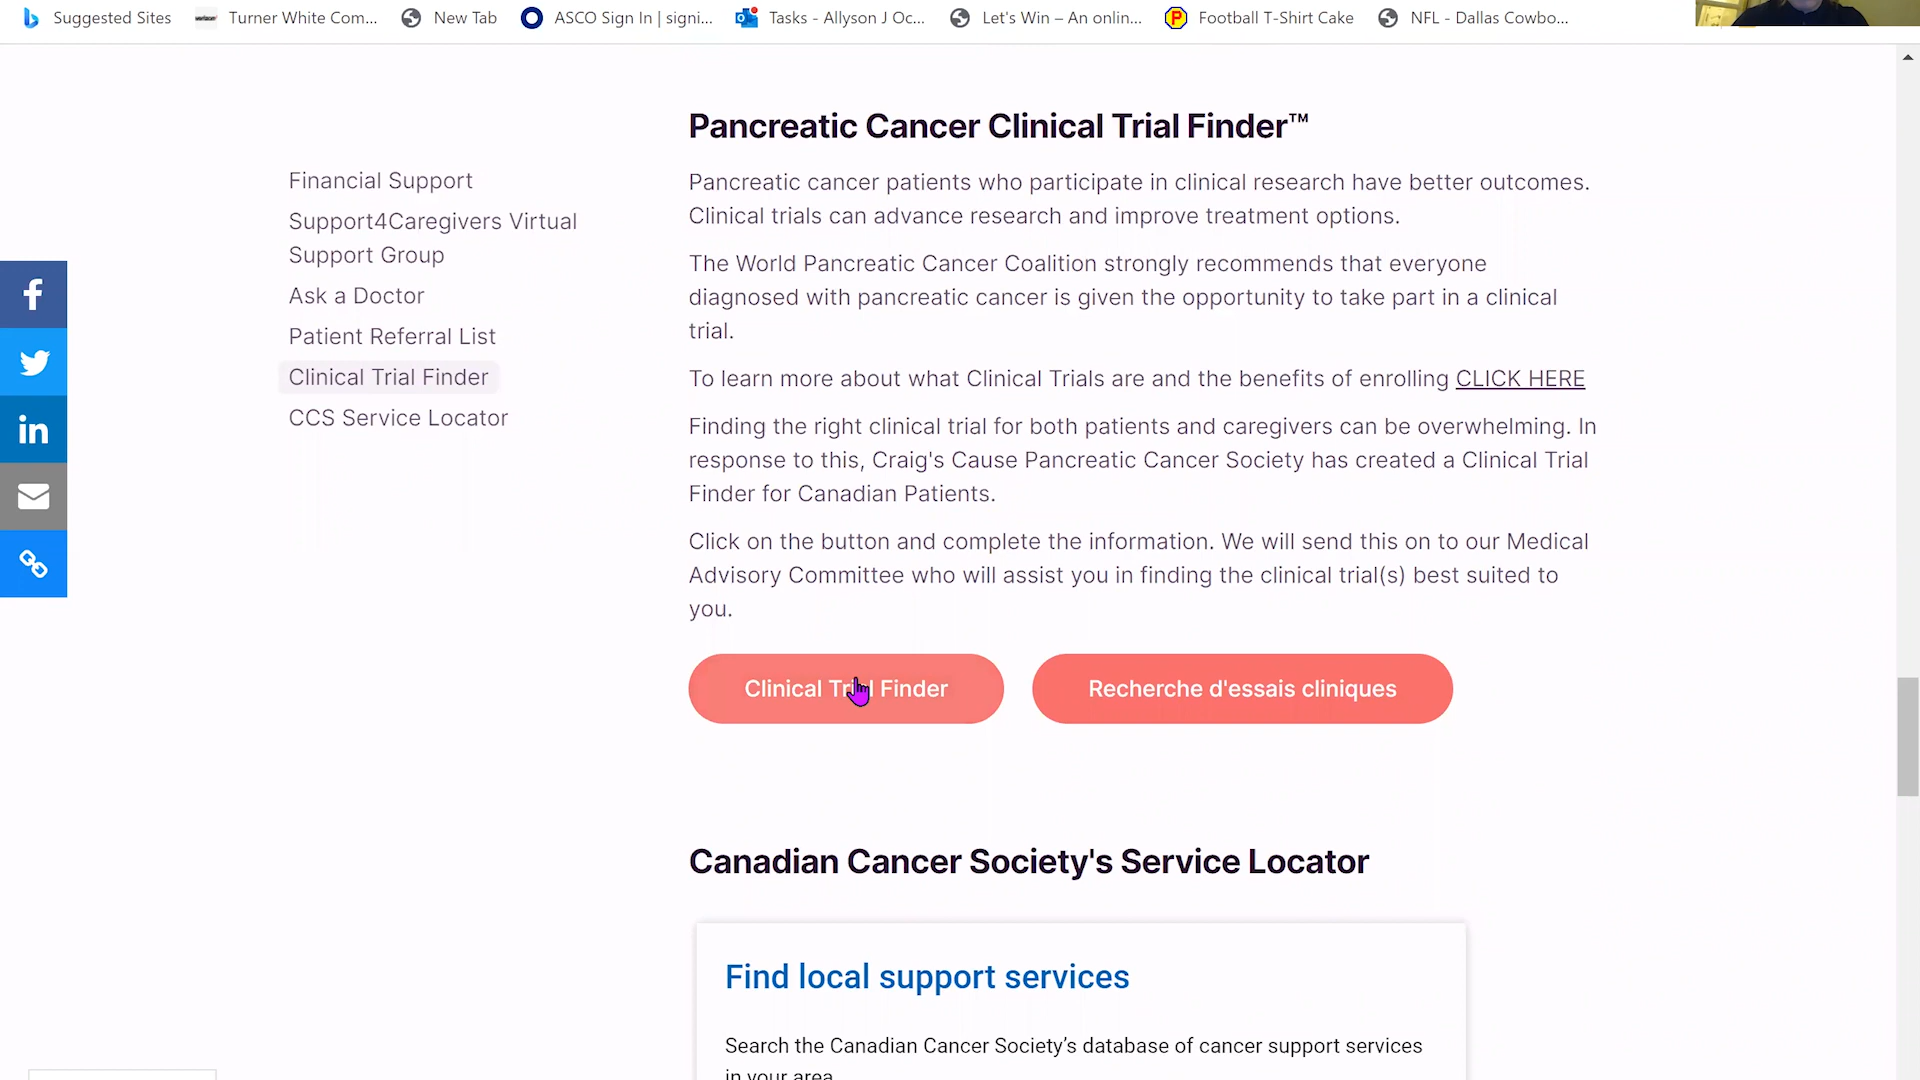 Suggested Sites Turner White Com... New Tab ASCO Sign In | signi... Tasks - Allyson J Oc... Let's Win – An onlin... Football T-Shirt Cake NFL - Dallas Cowbo...
Financial Support
Support4Caregivers Virtual
Support Group
Ask a Doctor
Patient Referral List
Clinical Trial Finder
CCS Service Locator
Pancreatic Cancer Clinical Trial Finder™
Pancreatic cancer patients who participate in clinical research have better outcomes.
Clinical trials can advance research and improve treatment options.
The World Pancreatic Cancer Coalition strongly recommends that everyone
diagnosed with pancreatic cancer is given the opportunity to take part in a clinical
trial.
To learn more about what Clinical Trials are and the benefits of enrolling CLICK HERE
Finding the right clinical trial for both patients and caregivers can be overwhelming. In
response to this, Craig's Cause Pancreatic Cancer Society has created a Clinical Trial
Finder for Canadian Patients.
Click on the button and complete the information. We will send this on to our Medical
Advisory Committee who will assist you in finding the clinical trial(s) best suited to
you.
Clinical Trial Finder Recherche d'essais cliniques
Canadian Cancer Society's Service Locator
Find local support services
Search the Canadian Cancer Society’s database of cancer support services
in your area